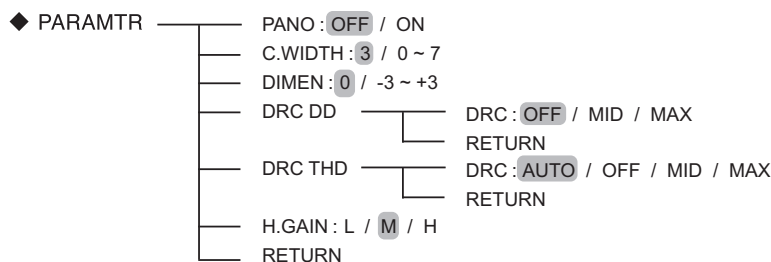 ◆ PARAMTR
PANO : OFF / ON
C.WIDTH : 3 / 0 ~ 7
DIMEN : 0 / -3 ~ +3
DRC DD
DRC : OFF / MID / MAX
RETURN
DRC THD
DRC : AUTO / OFF / MID / MAX
RETURN
H.GAIN : L / M / H
RETURN